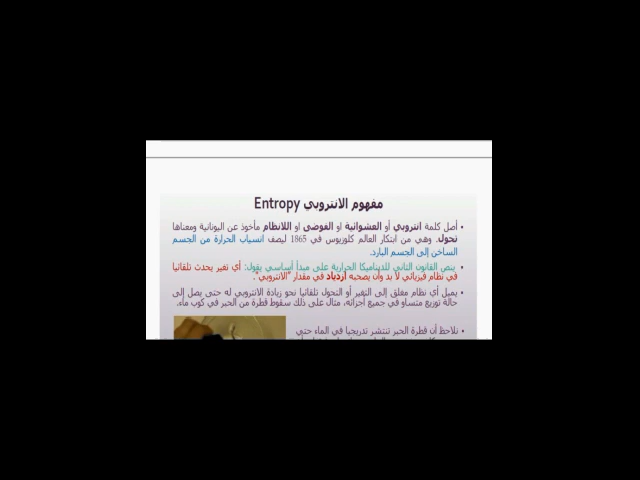 مفهوم الانتروبي Entropy
• أصل كلمة انتروبي أو العشوائية او الفوضى او اللانظام مأخوذ عن اليونانية ومعناها
تحول. وهي من ابتكار العالم كلوزيوس في 1865 ليصف انسياب الحرارة من الجسم
الساخن إلى الجسم البارد.
• ينص القانون الثاني للديناميكا الحرارية على مبدأ أساسي يقول: أي تغير يحدث تلقائيا
في نظام فيزيائي لا بد وأن يصحبه ازدياد في مقدار "الانتروبي".
• يميل أي نظام مغلق إلى التغير أو التحول تلقائيا نحو زيادة الانتروبي له حتى يصل إلى
حالة توزيع متساو في جميع اجزائه، مثال على ذلك سقوط قطرة من الحبر في كوب ماء.
• نلاحظ أن قطرة الحبر تنتشر تدريجيا في الماء حتى